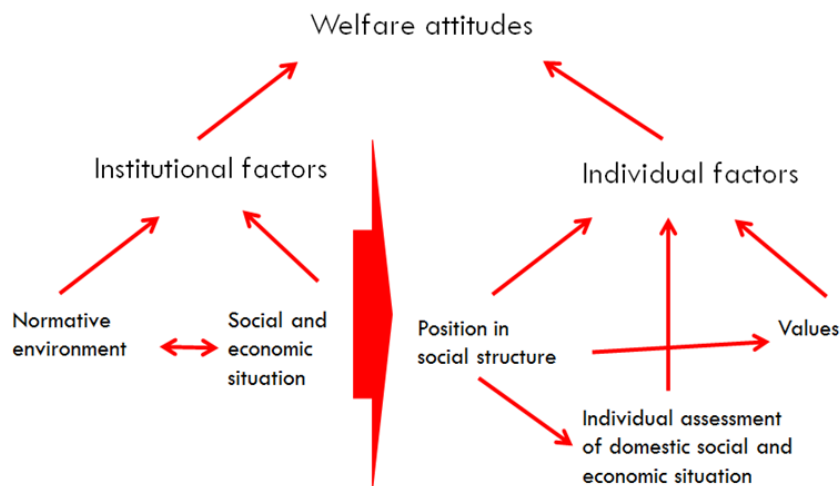 Welfare attitudes
Institutional factors
Individual factors
Normative
environment
Social and
economic
situation
Position in
social structure
Values
Individual assessment
of domestic social and
economic situation